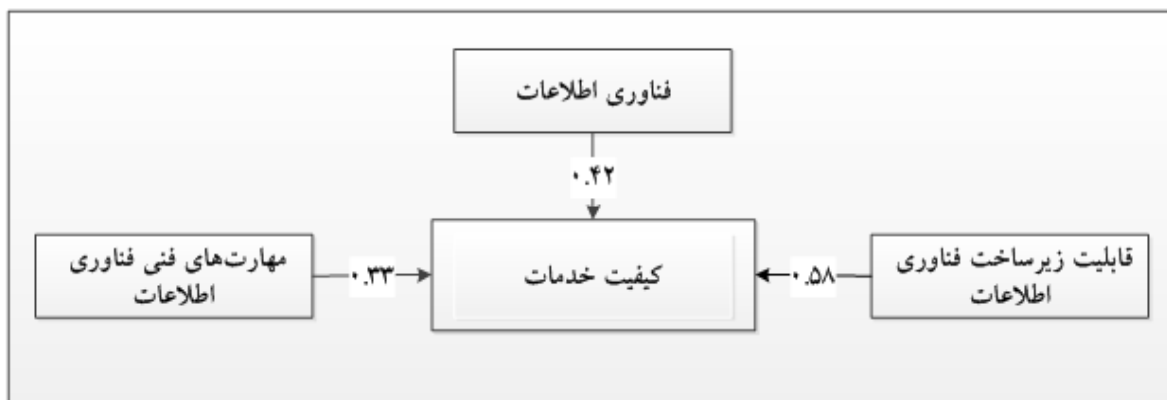 فناوری اطلاعات
۰.۴۲
قابلیت زیرساخت فناوری
اطلاعات
۰.۵۸
کیفیت خدمات
۰.۳۳
مهارت‌های فنی فناوری
اطلاعات